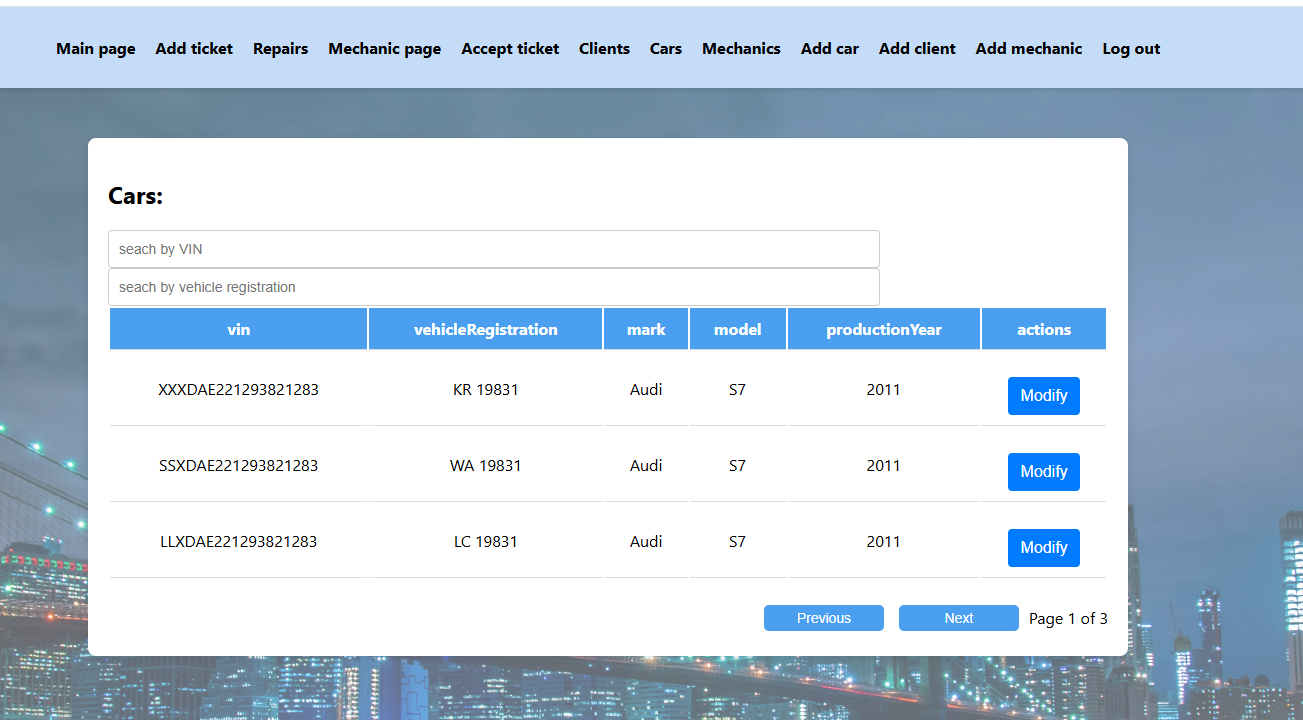 Main page Add ticket Repairs Mechanic page Accept ticket Clients Cars Mechanics Add car Add client Add mechanic Log out
Cars:
seach by VIN
seach by vehicle registration
vin vehicleRegistration mark model productionYear actions
XXXDAE221293821283 KR 19831 Audi S7 2011 Modify
SSXDAE221293821283 WA 19831 Audi S7 2011 Modify
LLXDAE221293821283 LC 19831 Audi S7 2011 Modify
Previous Next Page 1 of 3